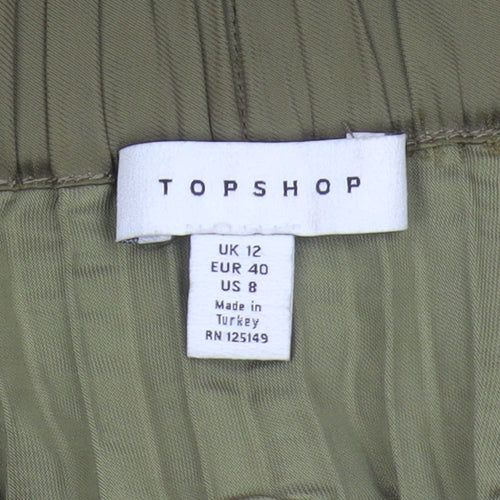 TOPSHOP
UK 12
EUR 40
US 8
Made in
Turkey
RN 125149